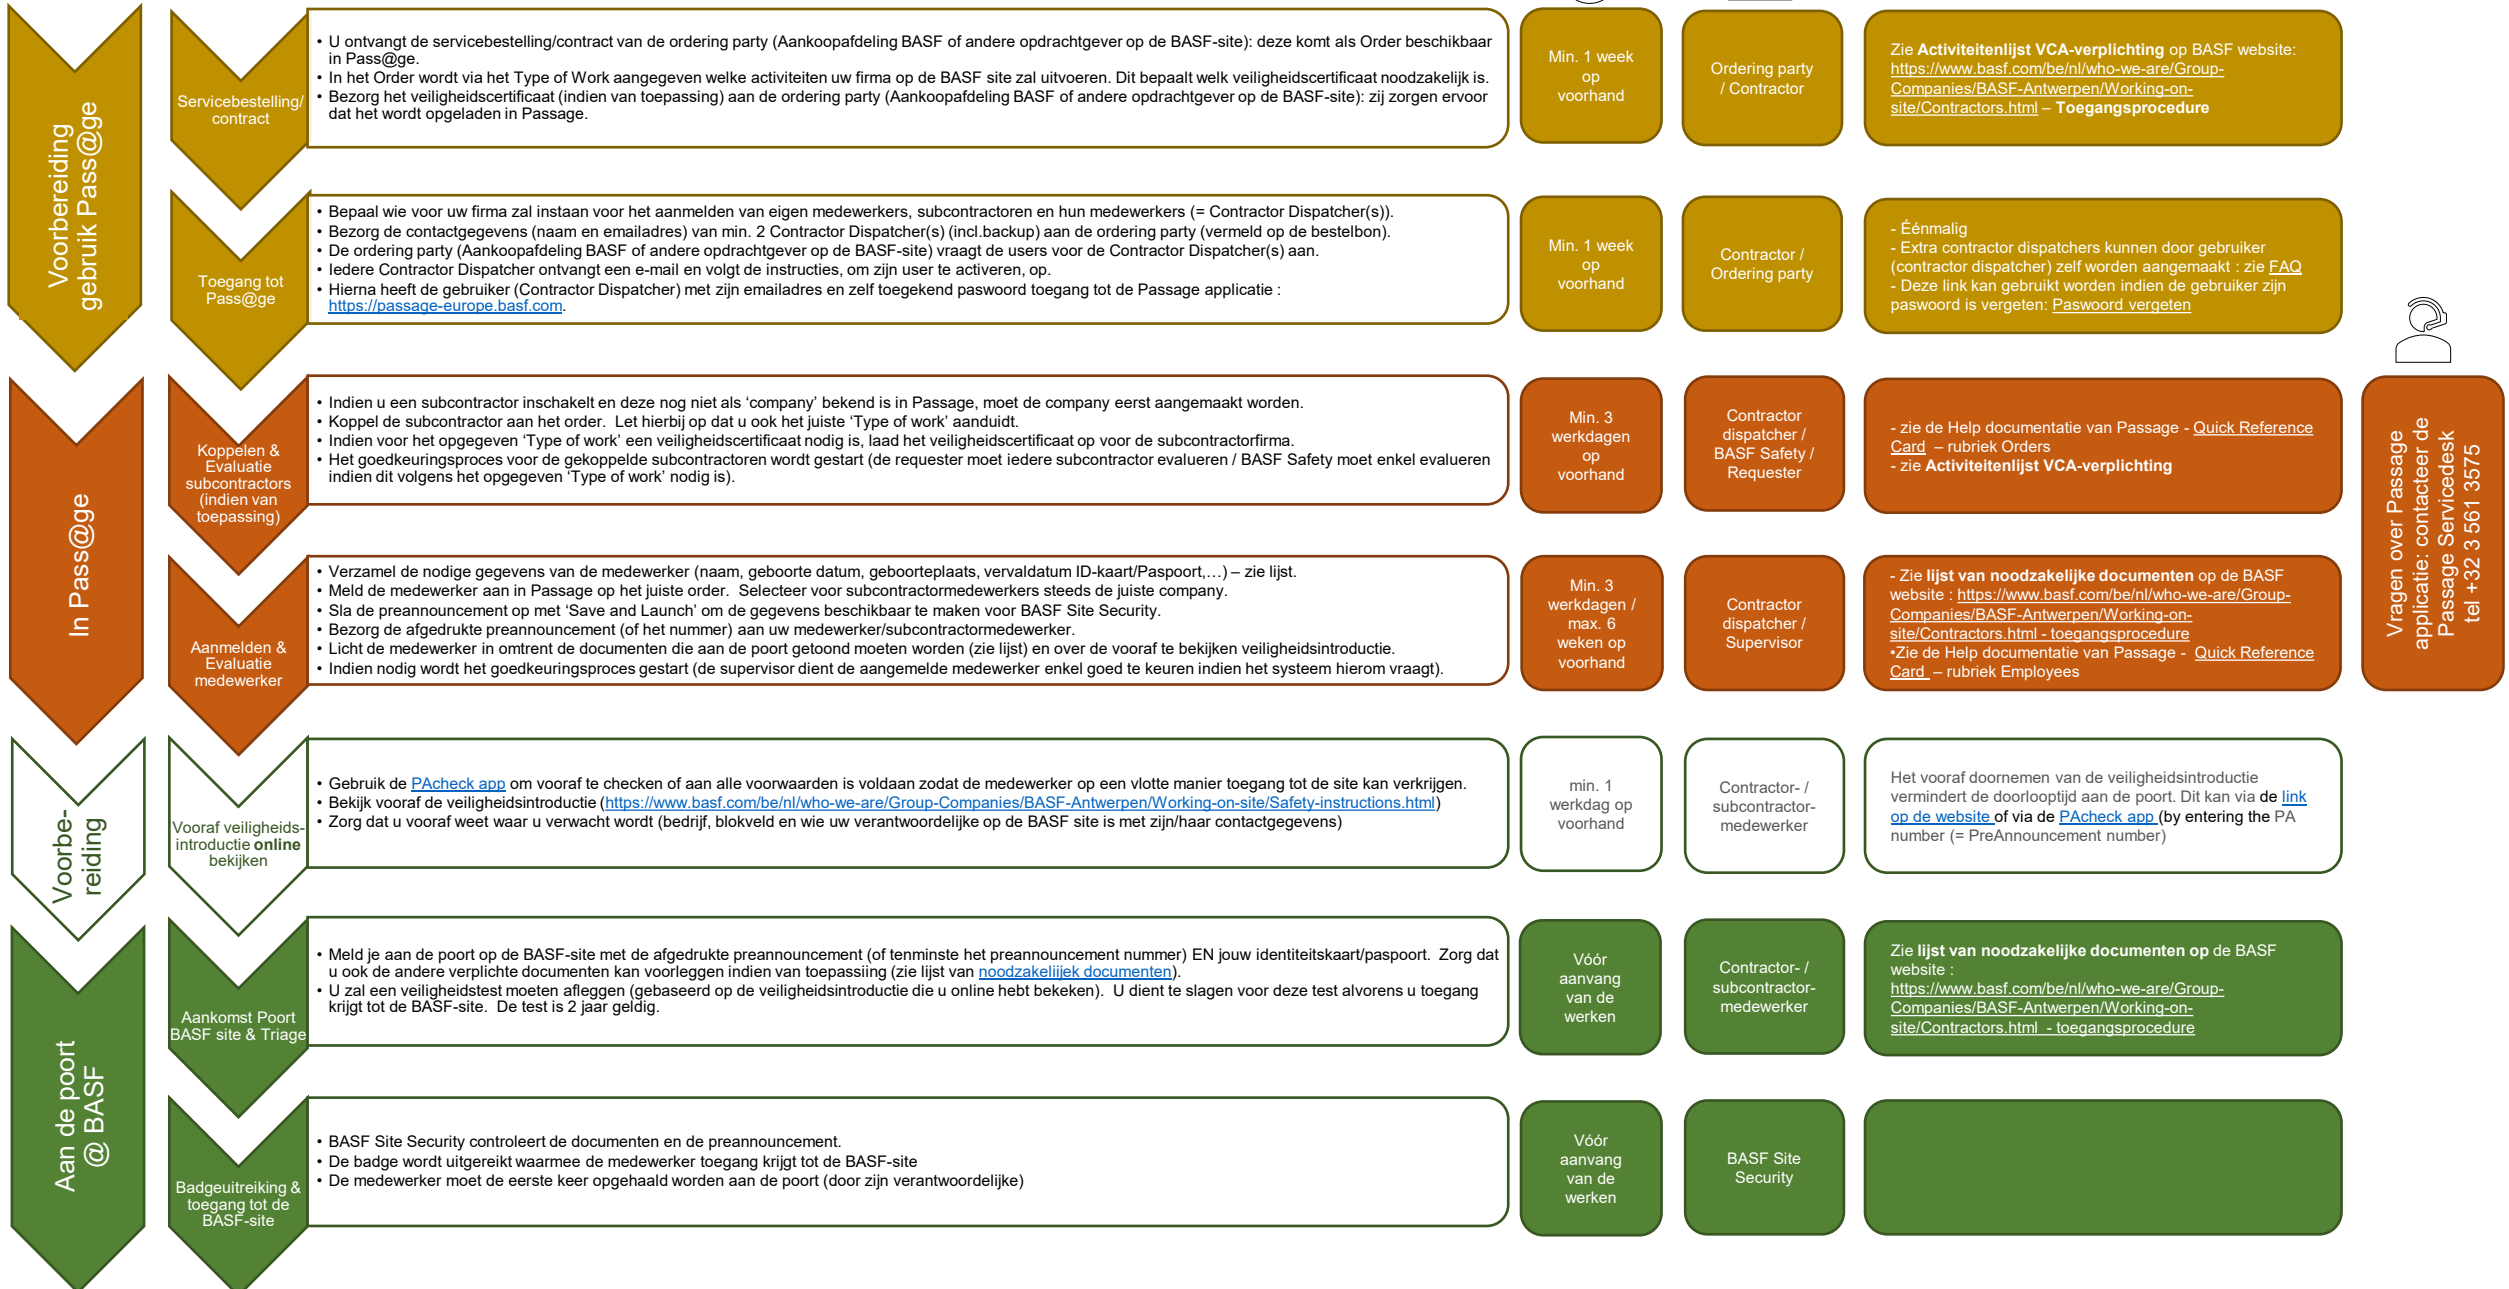 Voorbereiding
gebruik Pass@ge
Servicebestelling/
contract
• U ontvangt de servicebestelling/contract van de ordering party (Aankoopafdeling BASF of andere opdrachtgever op de BASF-site): deze komt als Order beschikbaar
in Pass@ge.
• In het Order wordt via het Type of Work aangegeven welke activiteiten uw firma op de BASF site zal uitvoeren. Dit bepaalt welk veiligheidscertificaat noodzakelijk is.
• Bezorg het veiligheidscertificaat (indien van toepassing) aan de ordering party (Aankoopafdeling BASF of andere opdrachtgever op de BASF-site): zij zorgen ervoor
dat het wordt opgeladen in Passage.
Min. 1 week
op
voorhand
Ordering party
/ Contractor
Zie Activiteitenlijst VCA-verplichting op BASF website:
https://www.basf.com/be/nl/who-we-are/Group-
Companies/BASF-Antwerpen/Working-on-
site/Contractors.html – Toegangsprocedure
Toegang tot
Pass@ge
• Bepaal wie voor uw firma zal instaan voor het aanmelden van eigen medewerkers, subcontractoren en hun medewerkers (= Contractor Dispatcher(s)).
• Bezorg de contactgegevens (naam en emailadres) van min. 2 Contractor Dispatcher(s) (incl.backup) aan de ordering party (vermeld op de bestelbon).
• De ordering party (Aankoopafdeling BASF of andere opdrachtgever op de BASF-site) vraagt de users voor de Contractor Dispatcher(s) aan.
• Iedere Contractor Dispatcher ontvangt een e-mail en volgt de instructies, om zijn user te activeren, op.
• Hierna heeft de gebruiker (Contractor Dispatcher) met zijn emailadres en zelf toegekend paswoord toegang tot de Passage applicatie :
https://passage-europe.basf.com.
Min. 1 week
op
voorhand
Contractor /
Ordering party
- Éénmalig
- Extra contractor dispatchers kunnen door gebruiker
(contractor dispatcher) zelf worden aangemaakt : zie FAQ
- Deze link kan gebruikt worden indien de gebruiker zijn
paswoord is vergeten: Paswoord vergeten
In Pass@ge
Koppelen &
Evaluatie
subcontractors
(indien van
toepassing)
• Indien u een subcontractor inschakelt en deze nog niet als ‘company’ bekend is in Passage, moet de company eerst aangemaakt worden.
• Koppel de subcontractor aan het order.  Let hierbij op dat u ook het juiste ‘Type of work’ aanduidt.
• Indien voor het opgegeven ‘Type of work’ een veiligheidscertificaat nodig is, laad het veiligheidscertificaat op voor de subcontractorfirma.
• Het goedkeuringsproces voor de gekoppelde subcontractoren wordt gestart (de requester moet iedere subcontractor evalueren / BASF Safety moet enkel evalueren
indien dit volgens het opgegeven ‘Type of work’ nodig is).
Min. 3
werkdagen
op
voorhand
Contractor
dispatcher /
BASF Safety /
Requester
- zie de Help documentatie van Passage - Quick Reference
Card  – rubriek Orders
- zie Activiteitenlijst VCA-verplichting
Vragen over Passage
applicatie: contacteer de
Passage Servicedesk
tel +32 3 561 3575
Aanmelden &
Evaluatie
medewerker
• Verzamel de nodige gegevens van de medewerker (naam, geboorte datum, geboorteplaats, vervaldatum ID-kaart/Paspoort,…) – zie lijst.
• Meld de medewerker aan in Passage op het juiste order.  Selecteer voor subcontractormedewerkers steeds de juiste company.
• Sla de preannouncement op met ‘Save and Launch’ om de gegevens beschikbaar te maken voor BASF Site Security.
• Bezorg de afgedrukte preannouncement (of het nummer) aan uw medewerker/subcontractormedewerker.
• Licht de medewerker in omtrent de documenten die aan de poort getoond moeten worden (zie lijst) en over de vooraf te bekijken veiligheidsintroductie.
• Indien nodig wordt het goedkeuringsproces gestart (de supervisor dient de aangemelde medewerker enkel goed te keuren indien het systeem hierom vraagt).
Min. 3
werkdagen /
max. 6
weken op
voorhand
Contractor
dispatcher /
Supervisor
- Zie lijst van noodzakelijke documenten op de BASF
website : https://www.basf.com/be/nl/who-we-are/Group-
Companies/BASF-Antwerpen/Working-on-
site/Contractors.html - toegangsprocedure
•Zie de Help documentatie van Passage -  Quick Reference
Card  – rubriek Employees
Voorbe-
reiding
Vooraf veiligheids-
introductie online
bekijken
• Gebruik de PAcheck app om vooraf te checken of aan alle voorwaarden is voldaan zodat de medewerker op een vlotte manier toegang tot de site kan verkrijgen.
• Bekijk vooraf de veiligheidsintroductie (https://www.basf.com/be/nl/who-we-are/Group-Companies/BASF-Antwerpen/Working-on-site/Safety-instructions.html)
• Zorg dat u vooraf weet waar u verwacht wordt (bedrijf, blokveld en wie uw verantwoordelijke op de BASF site is met zijn/haar contactgegevens)
min. 1
werkdag op
voorhand
Contractor- /
subcontractor-
medewerker
Het vooraf doornemen van de veiligheidsintroductie
vermindert de doorlooptijd aan de poort. Dit kan via de link
op de website of via de PAcheck app (by entering the PA
number (= PreAnnouncement number)
Aan de poort
@ BASF
Aankomst Poort
BASF site & Triage
• Meld je aan de poort op de BASF-site met de afgedrukte preannouncement (of tenminste het preannouncement nummer) EN jouw identiteitskaart/paspoort.  Zorg dat
u ook de andere verplichte documenten kan voorleggen indien van toepassiing (zie lijst van noodzakeliijek documenten).
• U zal een veiligheidstest moeten afleggen (gebaseerd op de veiligheidsintroductie die u online hebt bekeken).  U dient te slagen voor deze test alvorens u toegang
krijgt tot de BASF-site.  De test is 2 jaar geldig.
Vóór
aanvang
van de
werken
Contractor- /
subcontractor-
medewerker
Zie lijst van noodzakelijke documenten op de BASF
website :
https://www.basf.com/be/nl/who-we-are/Group-
Companies/BASF-Antwerpen/Working-on-
site/Contractors.html  - toegangsprocedure
Badgeuitreiking &
toegang tot de
BASF-site
• BASF Site Security controleert de documenten en de preannouncement.
• De badge wordt uitgereikt waarmee de medewerker toegang krijgt tot de BASF-site
• De medewerker moet de eerste keer opgehaald worden aan de poort (door zijn verantwoordelijke)
Vóór
aanvang
van de
werken
BASF Site
Security